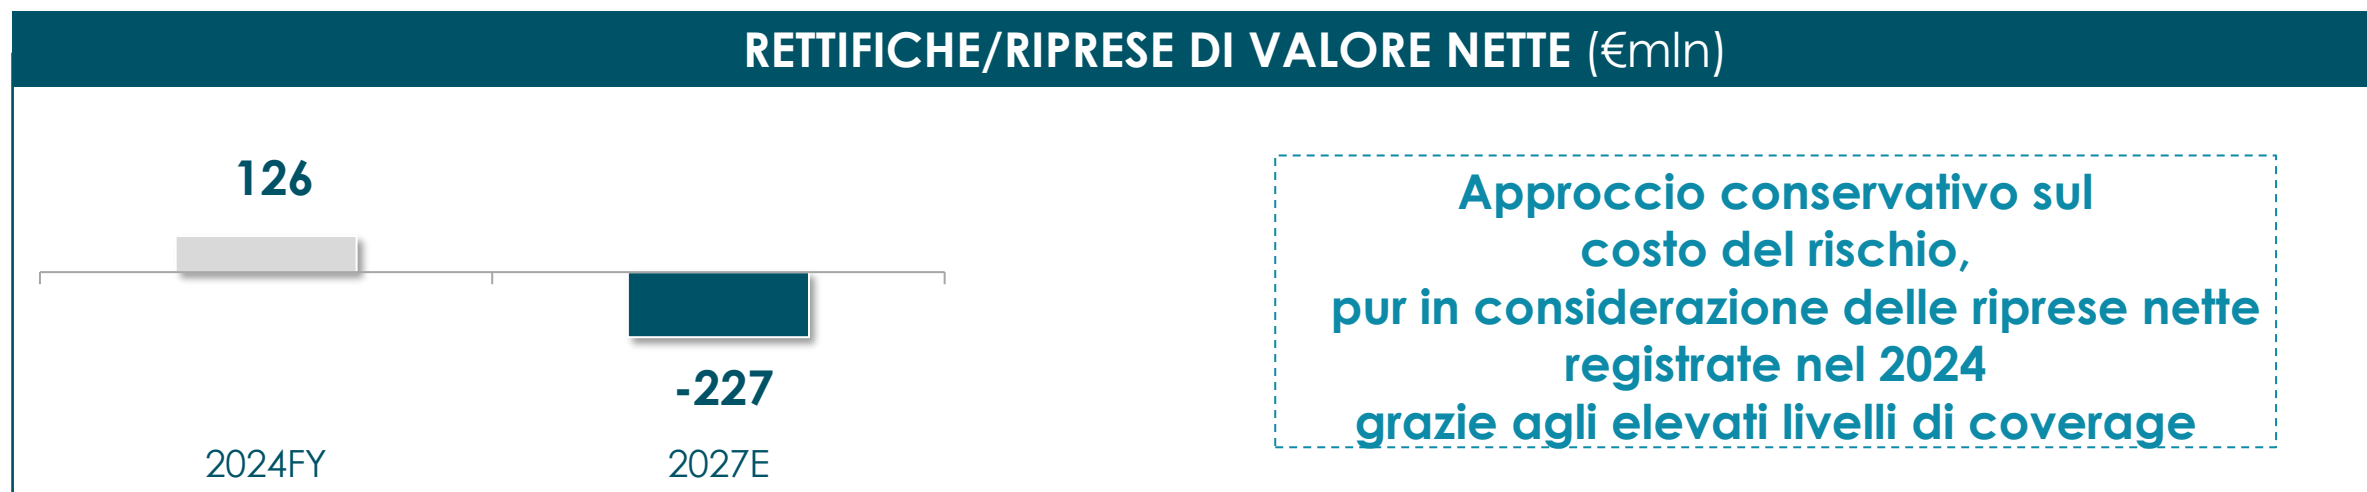 RETTIFICHE/RIPRESE DI VALORE NETTE (€mln)
126
-227
2024FY
2027E
Approccio conservativo sul
costo del rischio,
pur in considerazione delle riprese nette
registrate nel 2024
grazie agli elevati livelli di coverage